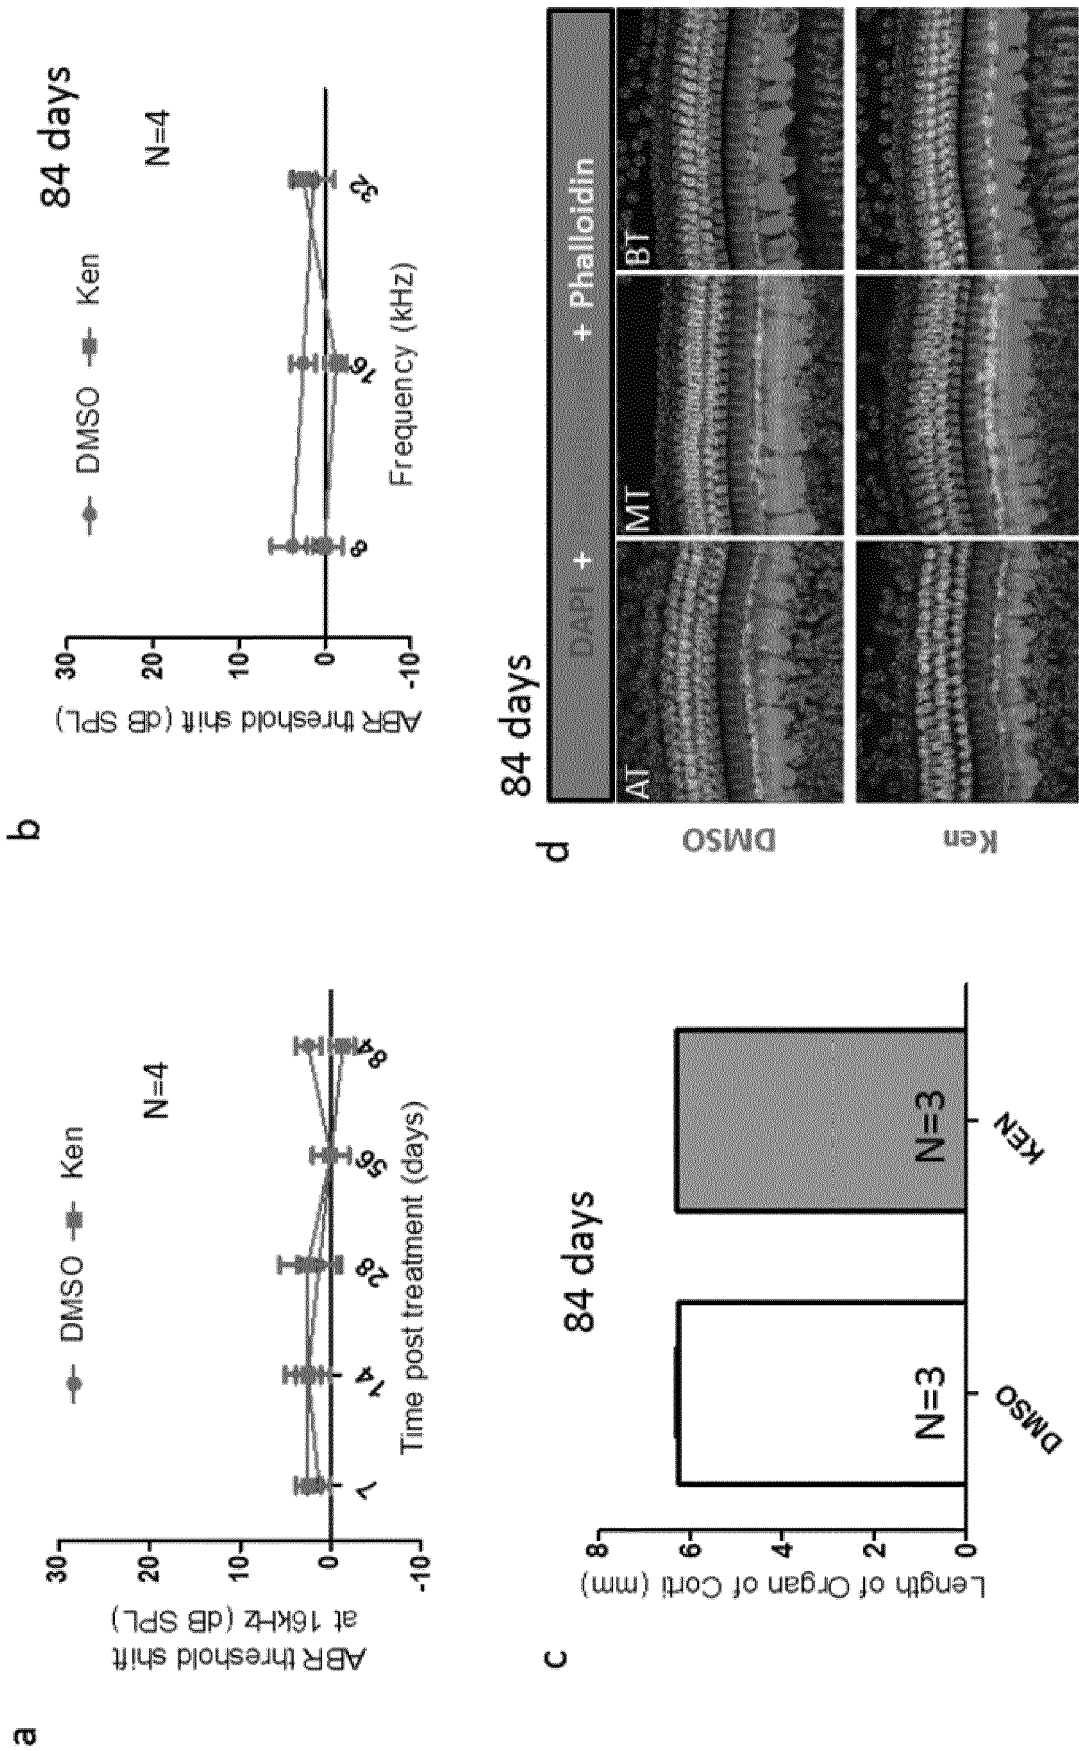 a
DMSO Ken
N=4
ABR threshold shift
at 16kHz (dB SPL)
30
20
10
0
-10
7
14
28
56
84
Time post treatment (days)
b
84 days
DMSO Ken
N=4
ABR threshold shift (dB SPL)
30
20
10
0
-10
8
16
32
Frequency (kHz)
c
84 days
Length of Organ of Corti (mm)
8
6
4
2
0
N=3
N=3
DMSO
KEN
d
84 days
DAPI + + Phalloidin
AT
MT
BT
DMSO
Ken